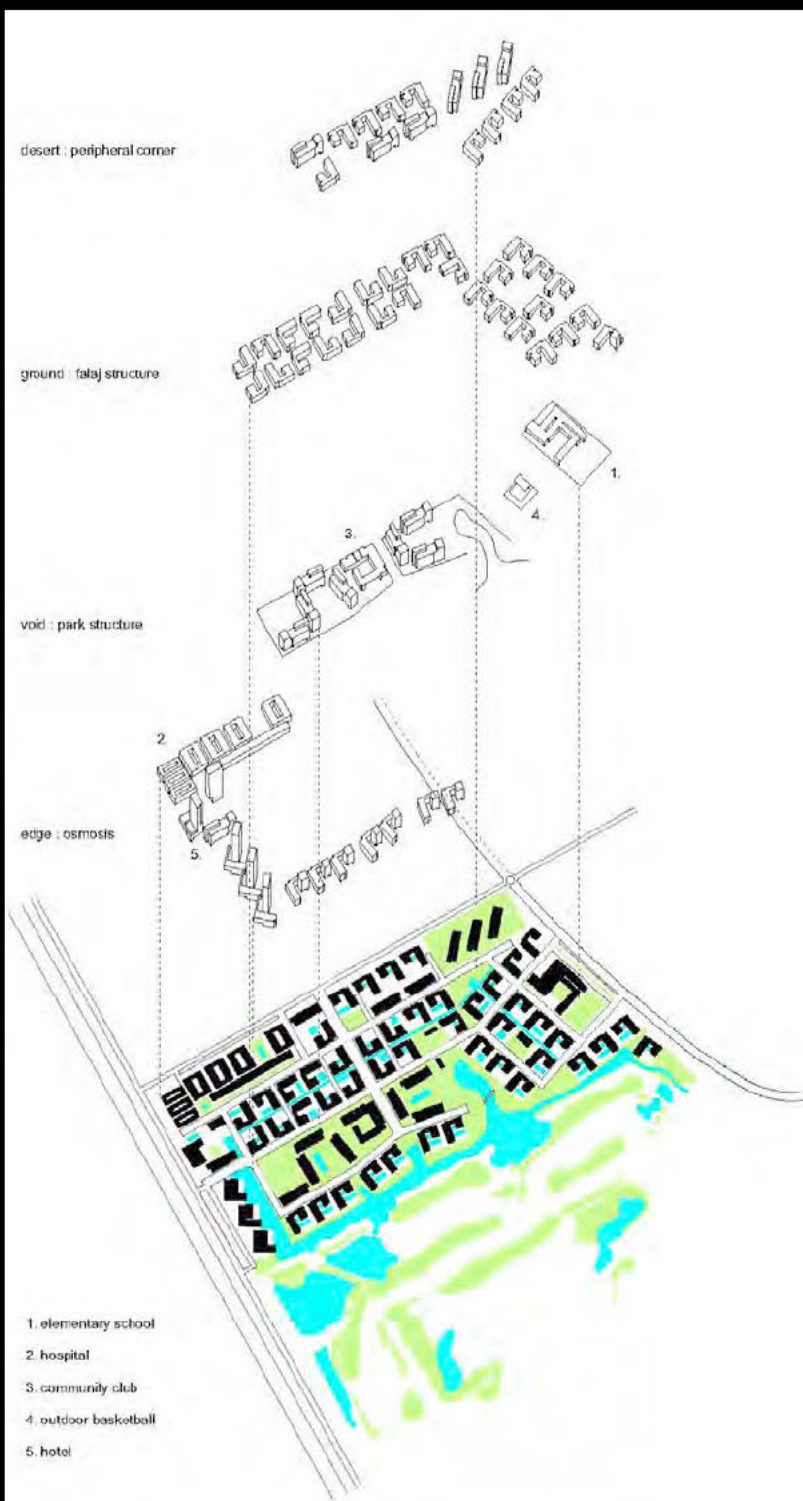 desert : peripheral corner
ground : falaj structure
1.
4.
3.
void : park structure
2.
edge : osmosis
5.
1. elementary school
2. hospital
3. community club
4. outdoor basketball
5. hotel